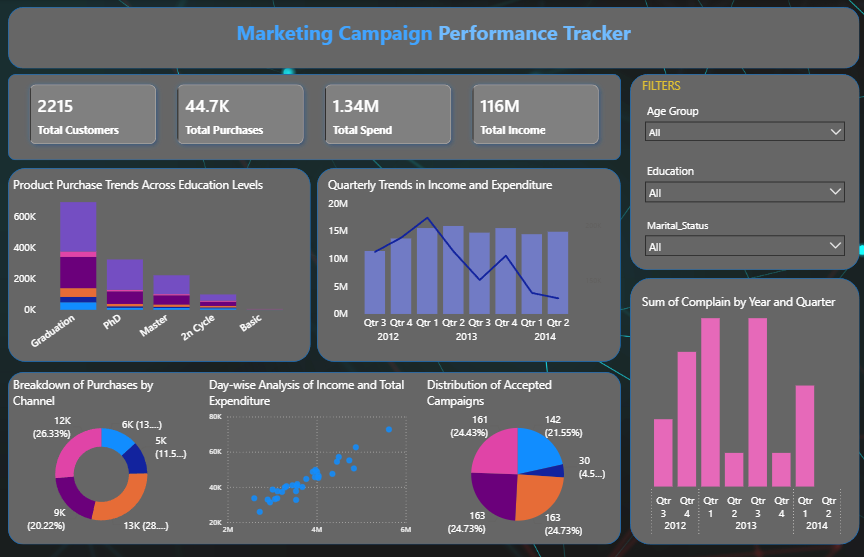 Marketing Campaign Performance Tracker
2215
Total Customers
44.7K
Total Purchases
1.34M
Total Spend
116M
Total Income
FILTERS
Age Group
All
Education
All
Marital_Status
All
Product Purchase Trends Across Education Levels
600K
400K
200K
0K
Graduation
PhD
Master
2n Cycle
Basic
Quarterly Trends in Income and Expenditure
20M
15M
10M
5M
0M
Qtr 3 Qtr 4 Qtr 1 Qtr 2 Qtr 3 Qtr 4 Qtr 1 Qtr 2
2012 2013 2014
Sum of Complain by Year and Quarter
Qtr 3 Qtr 4 Qtr 1 Qtr 2 Qtr 3 Qtr 4 Qtr 1 Qtr 2
2012 2013 2014
Breakdown of Purchases by
Channel
12K
(26.33%)
6K (13....)
5K
(11.5...)
9K
(20.22%)
13K (28....)
Day-wise Analysis of Income and Total
Expenditure
80K
60K
40K
20K
2M 4M 6M
Distribution of Accepted
Campaigns
161
(24.43%)
142
(21.55%)
30
(4.5...)
163
(24.73%)
163
(24.73%)